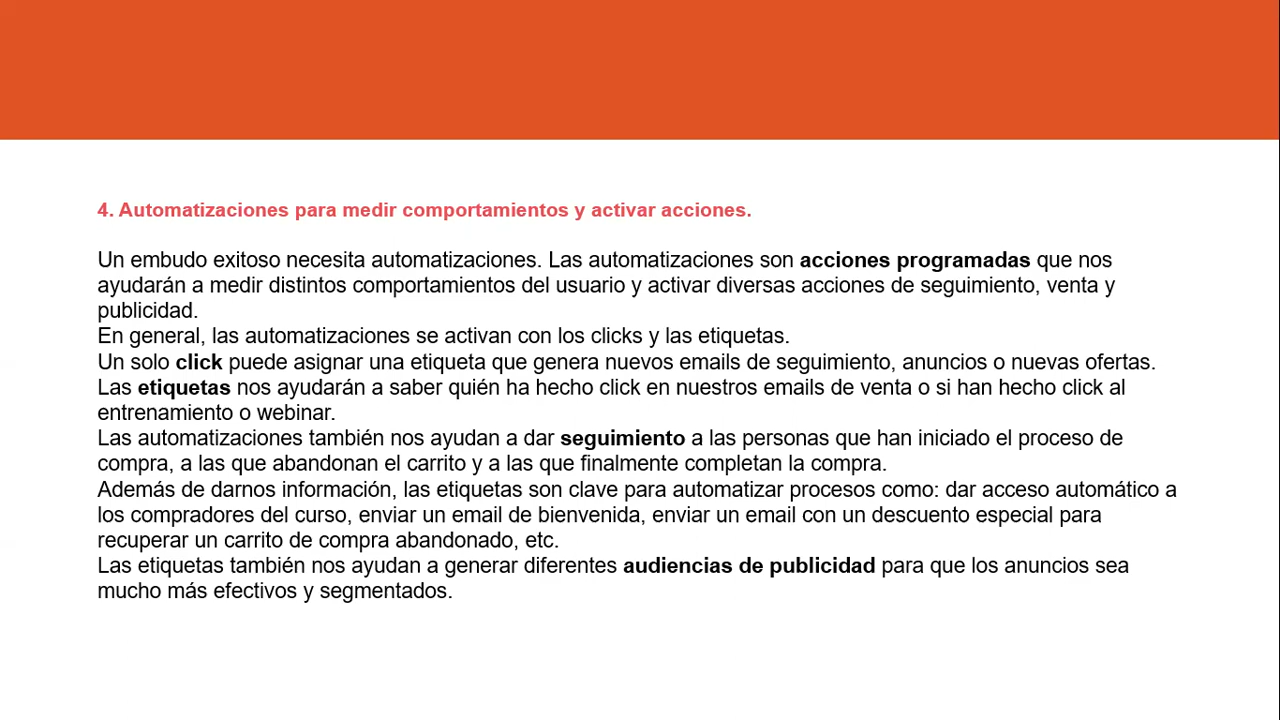 4. Automatizaciones para medir comportamientos y activar acciones.
Un embudo exitoso necesita automatizaciones. Las automatizaciones son acciones programadas que nos
ayudarán a medir distintos comportamientos del usuario y activar diversas acciones de seguimiento, venta y
publicidad.
En general, las automatizaciones se activan con los clicks y las etiquetas.
Un solo click puede asignar una etiqueta que genera nuevos emails de seguimiento, anuncios o nuevas ofertas.
Las etiquetas nos ayudarán a saber quién ha hecho click en nuestros emails de venta o si han hecho click al
entrenamiento o webinar.
Las automatizaciones también nos ayudan a dar seguimiento a las personas que han iniciado el proceso de
compra, a las que abandonan el carrito y a las que finalmente completan la compra.
Además de darnos información, las etiquetas son clave para automatizar procesos como: dar acceso automático a
los compradores del curso, enviar un email de bienvenida, enviar un email con un descuento especial para
recuperar un carrito de compra abandonado, etc.
Las etiquetas también nos ayudan a generar diferentes audiencias de publicidad para que los anuncios sea
mucho más efectivos y segmentados.